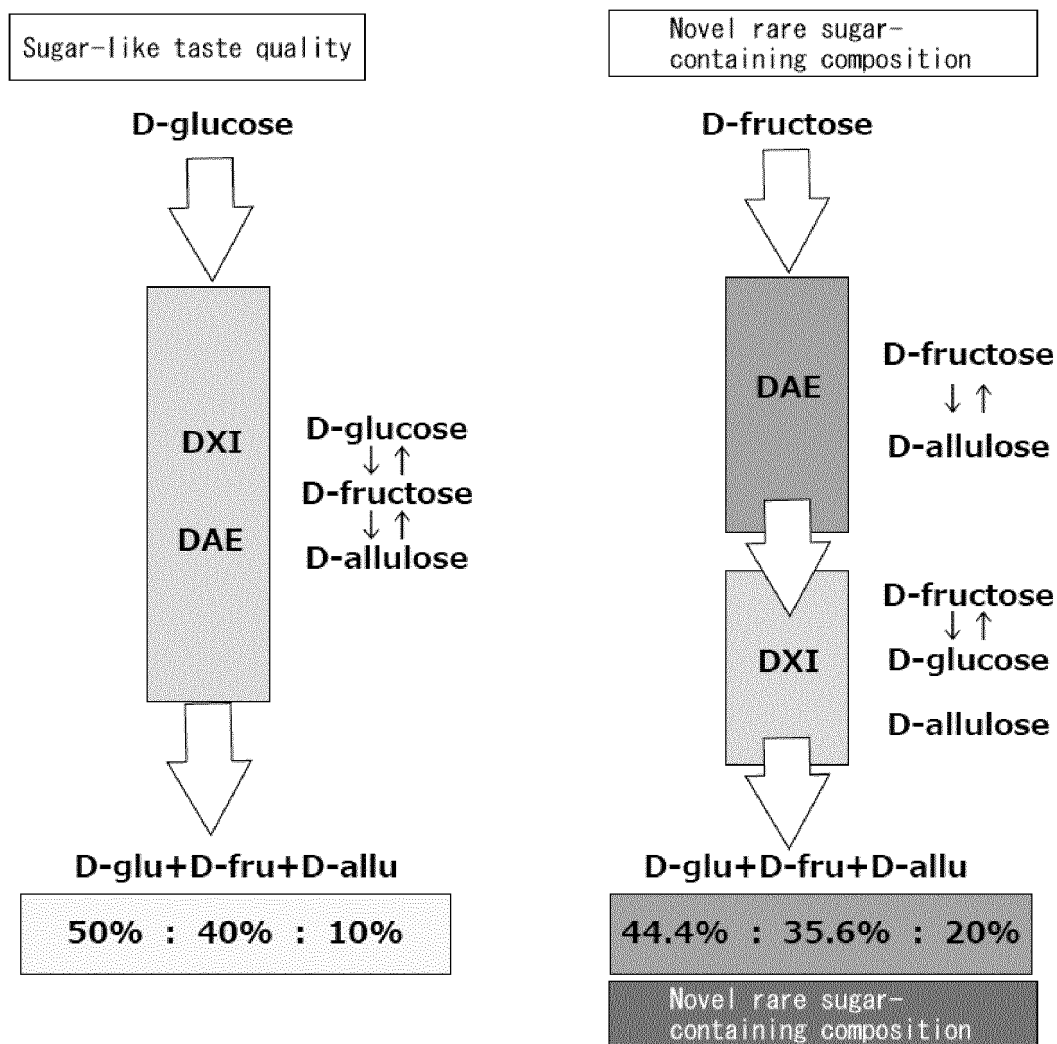 Sugar-like taste quality
D-glucose
DXI
DAE
D-glucose
↓ ↑
D-fructose
↓ ↑
D-allulose
D-glu+D-fru+D-allu
50% : 40% : 10%
Novel rare sugar-
containing composition
D-fructose
DAE
D-fructose
↓ ↑
D-allulose
DXI
D-fructose
↓ ↑
D-glucose
D-allulose
D-glu+D-fru+D-allu
44.4% : 35.6% : 20%
Novel rare sugar-
containing composition